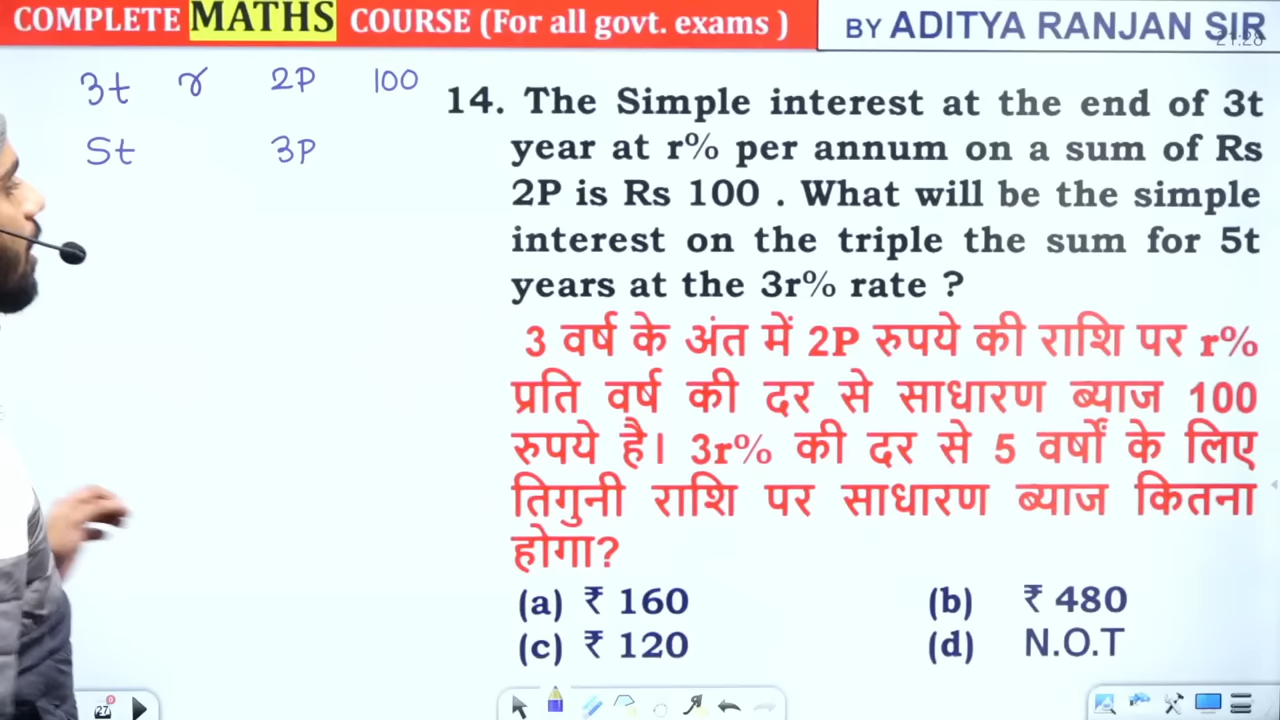 COMPLETE MATHS COURSE (For all govt. exams )
BY ADITYA RANJAN SIR
21:28
3t r 2P 100
5t 3P
14. The Simple interest at the end of 3t
year at r% per annum on a sum of Rs
2P is Rs 100 . What will be the simple
interest on the triple the sum for 5t
years at the 3r% rate ?
3 वर्ष के अंत में 2P रुपये की राशि पर r%
प्रति वर्ष की दर से साधारण ब्याज 100
रुपये है। 3r% की दर से 5 वर्षों के लिए
तिगुनी राशि पर साधारण ब्याज कितना
होगा?
(a) ₹ 160 (b) ₹ 480
(c) ₹ 120 (d) N.O.T
27